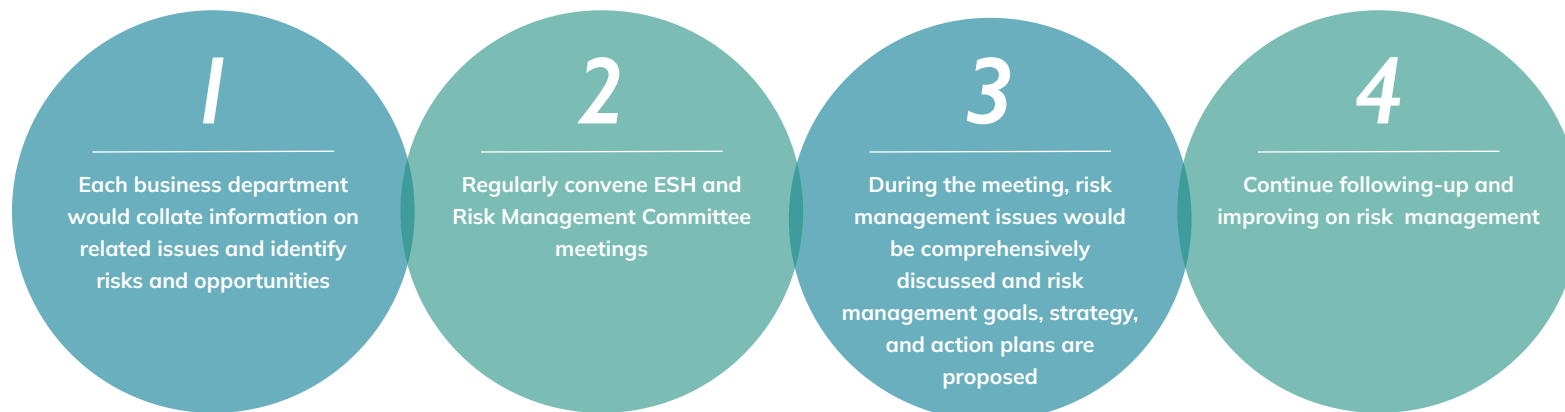 1
Each business department
would collate information on
related issues and identify
risks and opportunities
2
Regularly convene ESH and
Risk Management Committee
meetings
3
During the meeting, risk
management issues would
be comprehensively
discussed and risk
management goals, strategy,
and action plans are
proposed
4
Continue following-up and
improving on risk  management